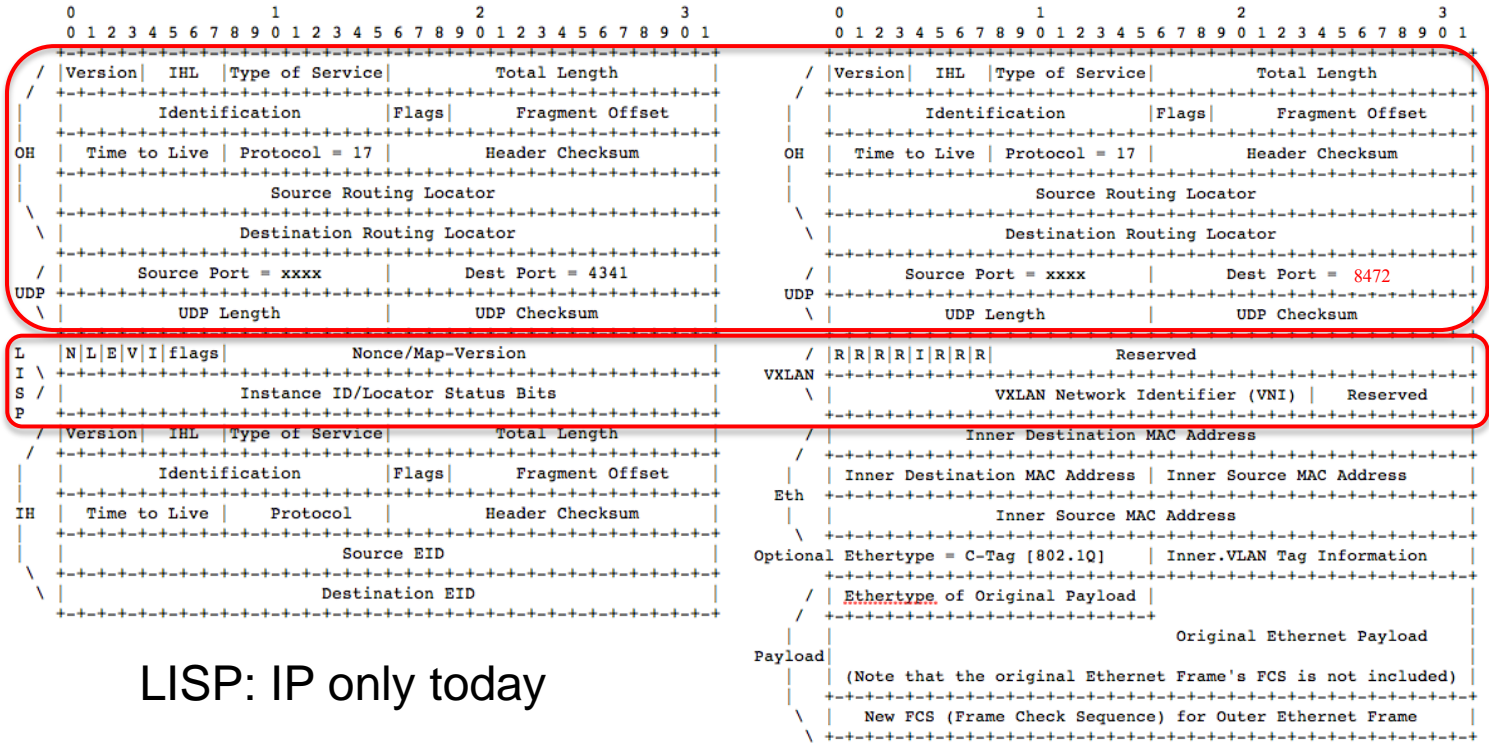 0                   1                   2                   3
0 1 2 3 4 5 6 7 8 9 0 1 2 3 4 5 6 7 8 9 0 1 2 3 4 5 6 7 8 9 0 1
+-+-+-+-+-+-+-+-+-+-+-+-+-+-+-+-+-+-+-+-+-+-+-+-+-+-+-+-+-+-+-+-+
/ |Version| IHL |Type of Service| Total Length |
/ +-+-+-+-+-+-+-+-+-+-+-+-+-+-+-+-+-+-+-+-+-+-+-+-+-+-+-+-+-+-+-+-+
| | Identification |Flags| Fragment Offset |
| +-+-+-+-+-+-+-+-+-+-+-+-+-+-+-+-+-+-+-+-+-+-+-+-+-+-+-+-+-+-+-+-+
OH | Time to Live | Protocol = 17 | Header Checksum |
| +-+-+-+-+-+-+-+-+-+-+-+-+-+-+-+-+-+-+-+-+-+-+-+-+-+-+-+-+-+-+-+-+
| | Source Routing Locator |
\ +-+-+-+-+-+-+-+-+-+-+-+-+-+-+-+-+-+-+-+-+-+-+-+-+-+-+-+-+-+-+-+-+
\ | Destination Routing Locator |
+-+-+-+-+-+-+-+-+-+-+-+-+-+-+-+-+-+-+-+-+-+-+-+-+-+-+-+-+-+-+-+-+
/ | Source Port = xxxx | Dest Port = 4341 |
UDP +-+-+-+-+-+-+-+-+-+-+-+-+-+-+-+-+-+-+-+-+-+-+-+-+-+-+-+-+-+-+-+-+
\ | UDP Length | UDP Checksum |
+-+-+-+-+-+-+-+-+-+-+-+-+-+-+-+-+-+-+-+-+-+-+-+-+-+-+-+-+-+-+-+-+
L |N|L|E|V|I|flags| Nonce/Map-Version |
I \ +-+-+-+-+-+-+-+-+-+-+-+-+-+-+-+-+-+-+-+-+-+-+-+-+-+-+-+-+-+-+-+-+
S / | Instance ID/Locator Status Bits |
P +-+-+-+-+-+-+-+-+-+-+-+-+-+-+-+-+-+-+-+-+-+-+-+-+-+-+-+-+-+-+-+-+
/ |Version| IHL |Type of Service| Total Length |
/ +-+-+-+-+-+-+-+-+-+-+-+-+-+-+-+-+-+-+-+-+-+-+-+-+-+-+-+-+-+-+-+-+
| | Identification |Flags| Fragment Offset |
| +-+-+-+-+-+-+-+-+-+-+-+-+-+-+-+-+-+-+-+-+-+-+-+-+-+-+-+-+-+-+-+-+
IH | Time to Live | Protocol | Header Checksum |
| +-+-+-+-+-+-+-+-+-+-+-+-+-+-+-+-+-+-+-+-+-+-+-+-+-+-+-+-+-+-+-+-+
| | Source EID |
\ +-+-+-+-+-+-+-+-+-+-+-+-+-+-+-+-+-+-+-+-+-+-+-+-+-+-+-+-+-+-+-+-+
\ | Destination EID |
+-+-+-+-+-+-+-+-+-+-+-+-+-+-+-+-+-+-+-+-+-+-+-+-+-+-+-+-+-+-+-+-+
LISP: IP only today
0                   1                   2                   3
0 1 2 3 4 5 6 7 8 9 0 1 2 3 4 5 6 7 8 9 0 1 2 3 4 5 6 7 8 9 0 1
+-+-+-+-+-+-+-+-+-+-+-+-+-+-+-+-+-+-+-+-+-+-+-+-+-+-+-+-+-+-+-+-+
/ |Version| IHL |Type of Service| Total Length |
/ +-+-+-+-+-+-+-+-+-+-+-+-+-+-+-+-+-+-+-+-+-+-+-+-+-+-+-+-+-+-+-+-+
| | Identification |Flags| Fragment Offset |
| +-+-+-+-+-+-+-+-+-+-+-+-+-+-+-+-+-+-+-+-+-+-+-+-+-+-+-+-+-+-+-+-+
OH | Time to Live | Protocol = 17 | Header Checksum |
| +-+-+-+-+-+-+-+-+-+-+-+-+-+-+-+-+-+-+-+-+-+-+-+-+-+-+-+-+-+-+-+-+
| | Source Routing Locator |
\ +-+-+-+-+-+-+-+-+-+-+-+-+-+-+-+-+-+-+-+-+-+-+-+-+-+-+-+-+-+-+-+-+
\ | Destination Routing Locator |
+-+-+-+-+-+-+-+-+-+-+-+-+-+-+-+-+-+-+-+-+-+-+-+-+-+-+-+-+-+-+-+-+
/ | Source Port = xxxx | Dest Port = 8472
UDP +-+-+-+-+-+-+-+-+-+-+-+-+-+-+-+-+-+-+-+-+-+-+-+-+-+-+-+-+-+-+-+-+
\ | UDP Length | UDP Checksum |
+-+-+-+-+-+-+-+-+-+-+-+-+-+-+-+-+-+-+-+-+-+-+-+-+-+-+-+-+-+-+-+-+
/ |R|R|R|R|I|R|R|R| Reserved |
VXLAN +-+-+-+-+-+-+-+-+-+-+-+-+-+-+-+-+-+-+-+-+-+-+-+-+-+-+-+-+-+-+-+-+
\ | VXLAN Network Identifier (VNI) | Reserved |
+-+-+-+-+-+-+-+-+-+-+-+-+-+-+-+-+-+-+-+-+-+-+-+-+-+-+-+-+-+-+-+-+
/ | Inner Destination MAC Address |
/ +-+-+-+-+-+-+-+-+-+-+-+-+-+-+-+-+-+-+-+-+-+-+-+-+-+-+-+-+-+-+-+-+
| | Inner Destination MAC Address | Inner Source MAC Address |
Eth +-+-+-+-+-+-+-+-+-+-+-+-+-+-+-+-+-+-+-+-+-+-+-+-+-+-+-+-+-+-+-+-+
| | Inner Source MAC Address |
\ +-+-+-+-+-+-+-+-+-+-+-+-+-+-+-+-+-+-+-+-+-+-+-+-+-+-+-+-+-+-+-+-+
Optional Ethertype = C-Tag [802.1Q] | Inner.VLAN Tag Information |
+-+-+-+-+-+-+-+-+-+-+-+-+-+-+-+-+-+-+-+-+-+-+-+-+-+-+-+-+-+-+-+-+
/ | Ethertype of Original Payload | |
/ +-+-+-+-+-+-+-+-+-+-+-+-+-+-+-+-+ |
| | Original Ethernet Payload |
Payload| |
| | (Note that the original Ethernet Frame's FCS is not included) |
| +-+-+-+-+-+-+-+-+-+-+-+-+-+-+-+-+-+-+-+-+-+-+-+-+-+-+-+-+-+-+-+-+
\ | New FCS (Frame Check Sequence) for Outer Ethernet Frame |
\ +-+-+-+-+-+-+-+-+-+-+-+-+-+-+-+-+-+-+-+-+-+-+-+-+-+-+-+-+-+-+-+-+